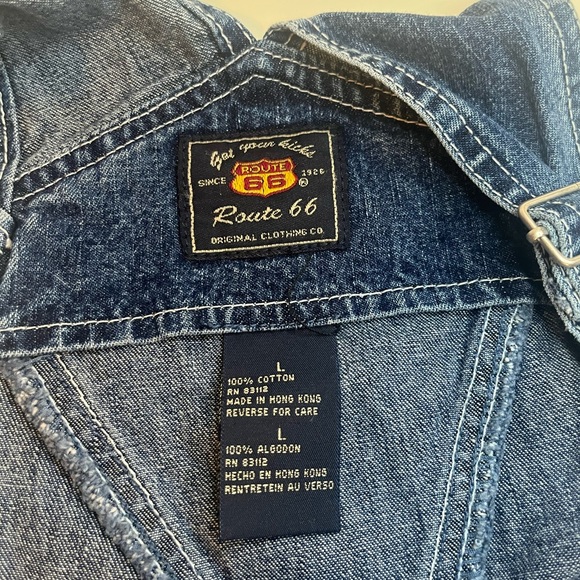 Get your kicks
ROUTE
SINCE 66 1926
®
Route 66
ORIGINAL CLOTHING CO.
L
100% COTTON
RN 83112
MADE IN HONG KONG
REVERSE FOR CARE
L
100% ALGODON
RN 83112
HECHO EN HONG KONG
RENTRETEIN AU VERSO